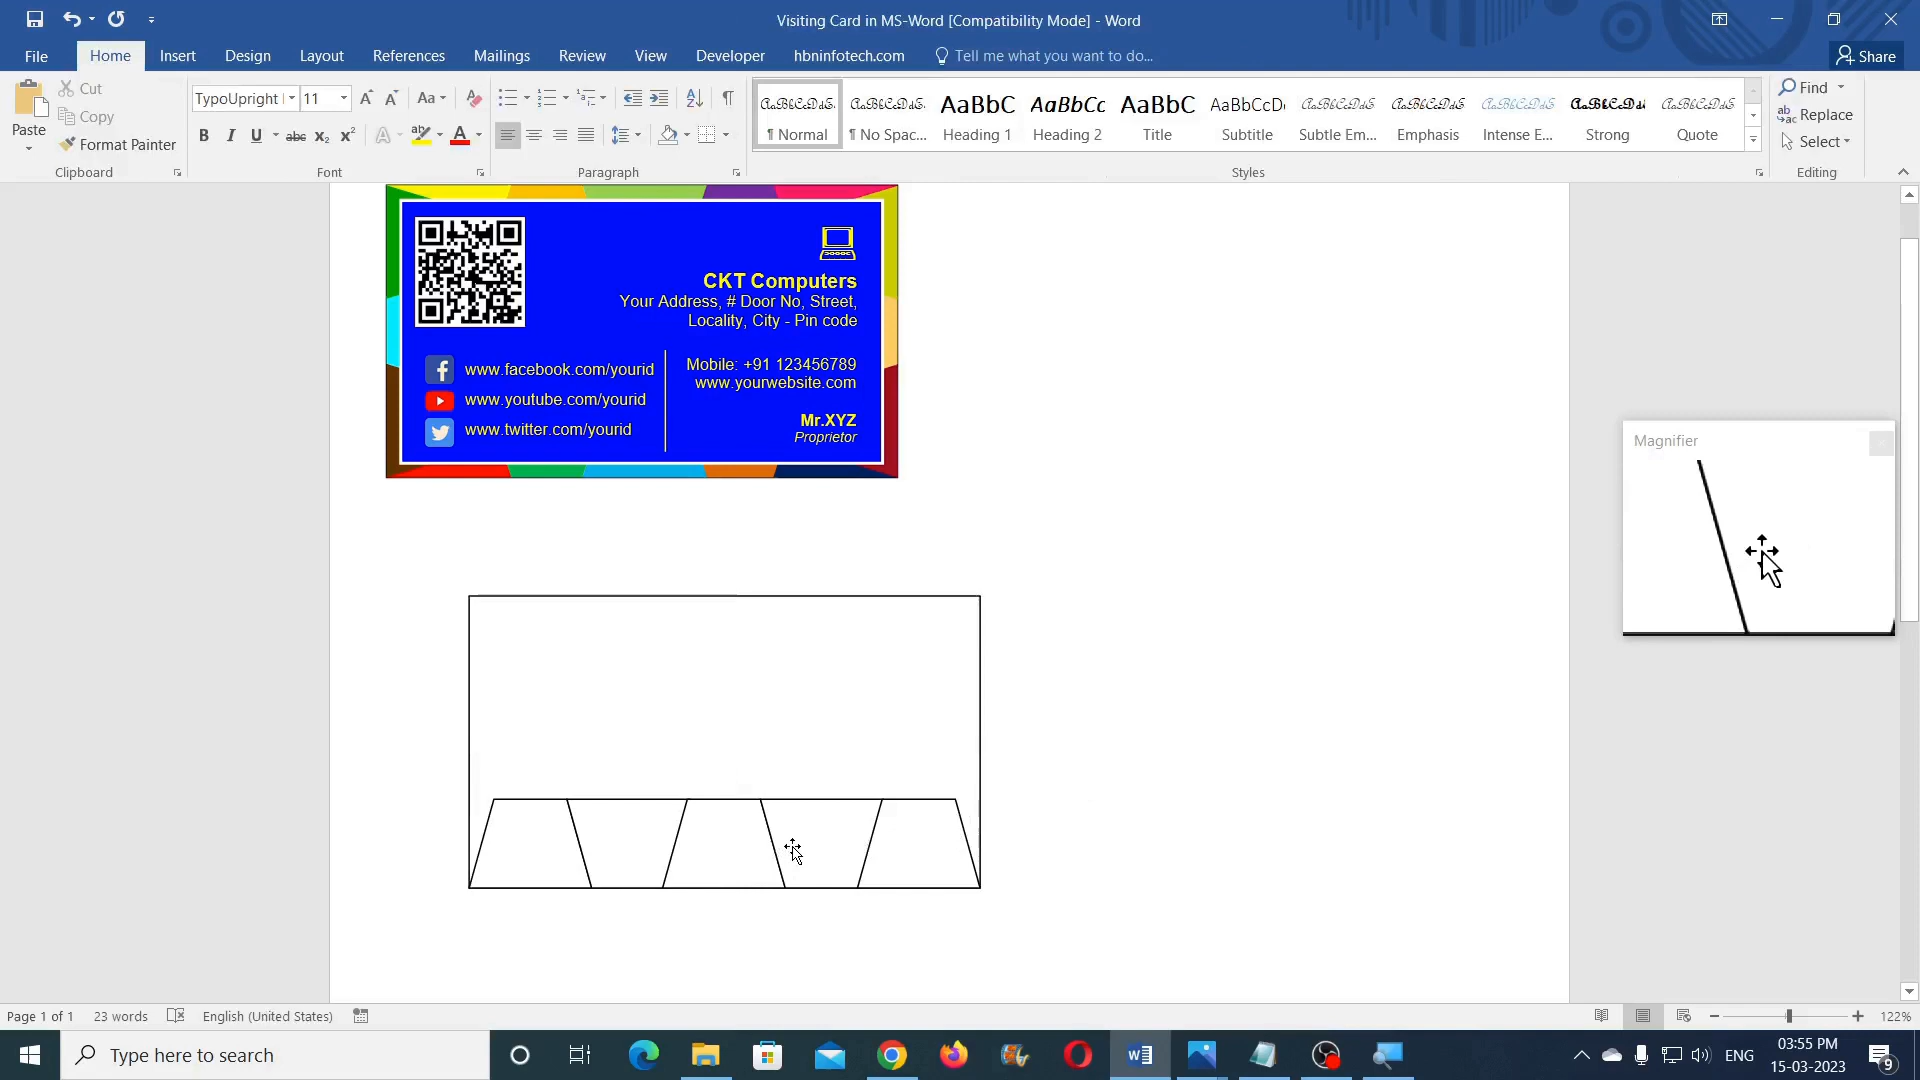 Visiting Card in MS-Word [Compatibility Mode] - Word
File Home Insert Design Layout References Mailings Review View Developer hbninfotech.com Tell me what you want to do... Share
Paste
Cut
Copy
Format Painter
Clipboard
TypoUpright 11
Font
Paragraph
AaBbCcDdE AaBbCcDdE AaBbC AaBbCc AaBbC AaBbCcD AaBbCcDdE AaBbCcDdE AaBbCcDdE AaBbCcDdE AaBbCcDdE
¶ Normal ¶ No Spac... Heading 1 Heading 2 Title Subtitle Subtle Em... Emphasis Intense E... Strong Quote
Styles
Find
Replace
Select
Editing
CKT Computers
Your Address, # Door No, Street,
Locality, City - Pin code
www.facebook.com/yourid
www.youtube.com/yourid
www.twitter.com/yourid
Mobile: +91 123456789
www.yourwebsite.com
Mr.XYZ
Proprietor
Magnifier
Page 1 of 1 23 words English (United States) 122%
Type here to search
ENG
03:55 PM
15-03-2023
9